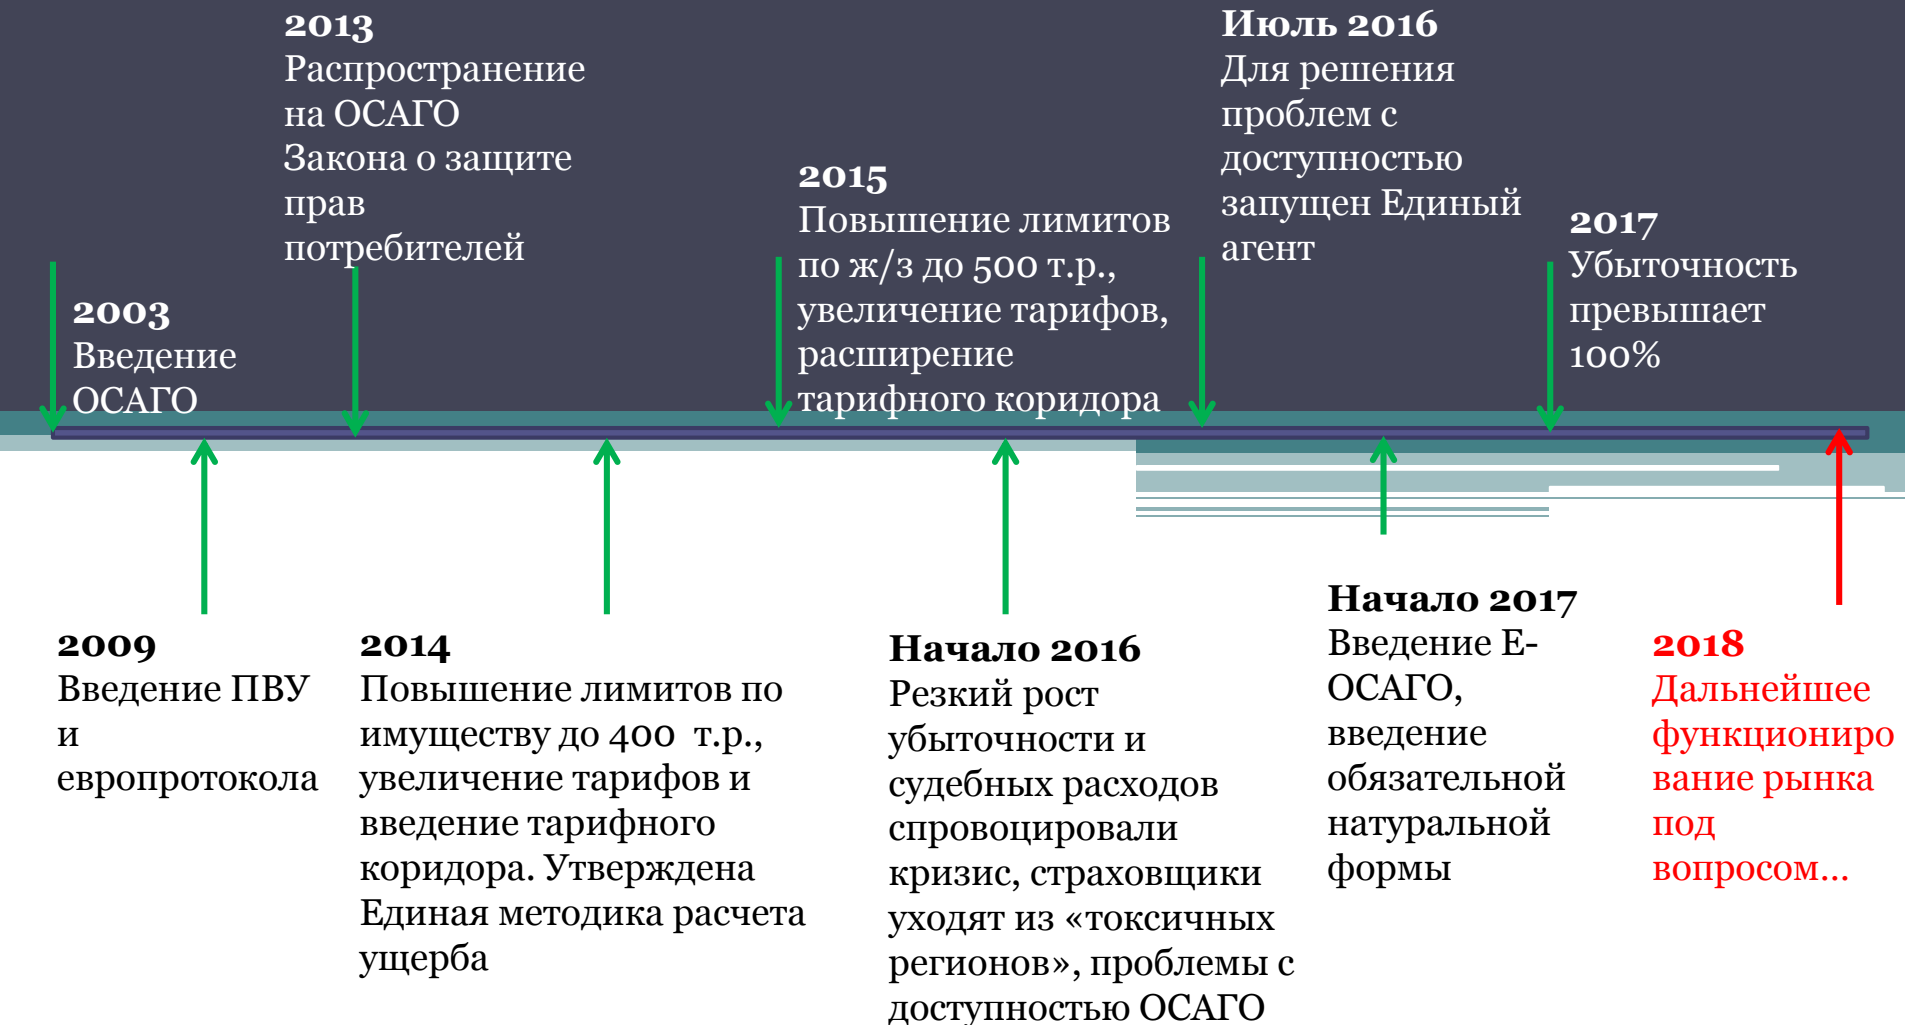 2013
Распространение
на ОСАГО
Закона о защите
прав
потребителей
Июль 2016
Для решения
проблем с
доступностью
запущен Единый
агент
2015
Повышение лимитов
по ж/з до 500 т.р.,
увеличение тарифов,
расширение
тарифного коридора
2017
Убыточность
превышает
100%
2003
Введение
ОСАГО
2009
Введение ПВУ
и
европротокола
2014
Повышение лимитов по
имуществу до 400 т.р.,
увеличение тарифов и
введение тарифного
коридора. Утверждена
Единая методика расчета
ущерба
Начало 2016
Резкий рост
убыточности и
судебных расходов
спровоцировали
кризис, страховщики
уходят из «токсичных
регионов», проблемы с
доступностью ОСАГО
Начало 2017
Введение Е-
ОСАГО,
введение
обязательной
натуральной
формы
2018
Дальнейшее
функциониро
вание рынка
под
вопросом...